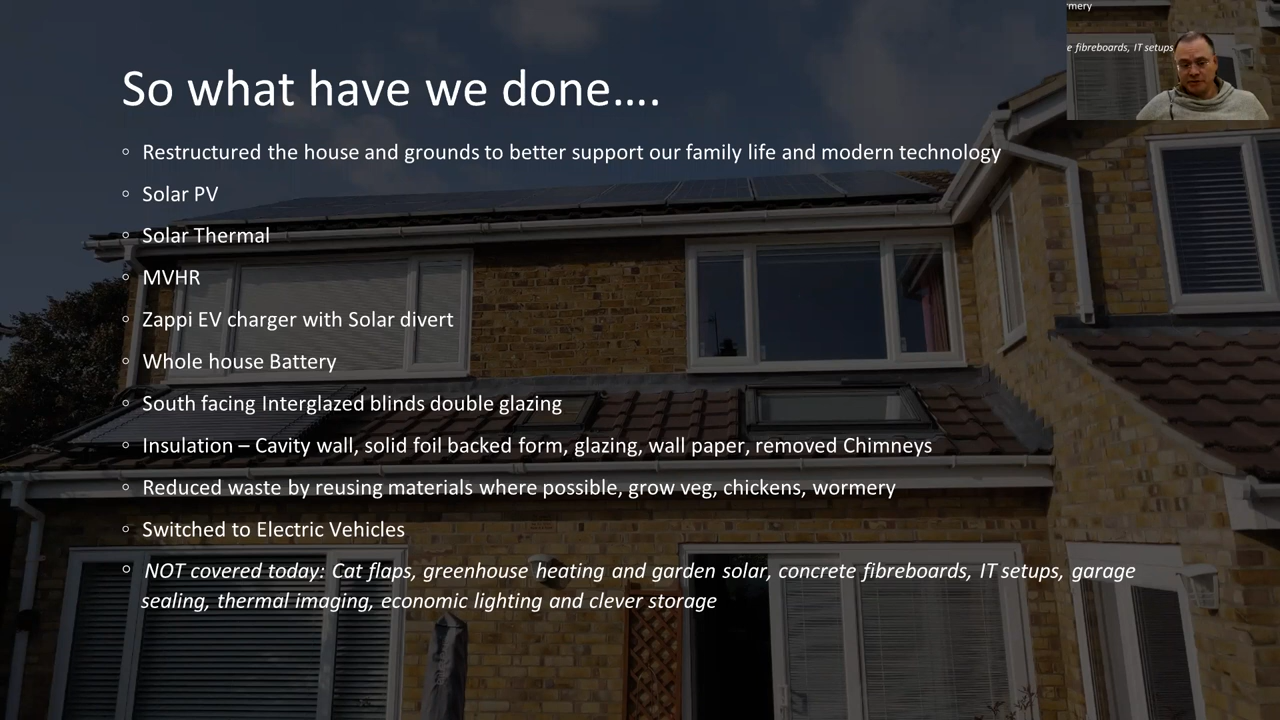 rmery
e fibreboards, IT setups
So what have we done....
◦ Restructured the house and grounds to better support our family life and modern technology
◦ Solar PV
◦ Solar Thermal
◦ MVHR
◦ Zappi EV charger with Solar divert
◦ Whole house Battery
◦ South facing Interglazed blinds double glazing
◦ Insulation – Cavity wall, solid foil backed form, glazing, wall paper, removed Chimneys
◦ Reduced waste by reusing materials where possible, grow veg, chickens, wormery
◦ Switched to Electric Vehicles
◦ NOT covered today: Cat flaps, greenhouse heating and garden solar, concrete fibreboards, IT setups, garage
sealing, thermal imaging, economic lighting and clever storage